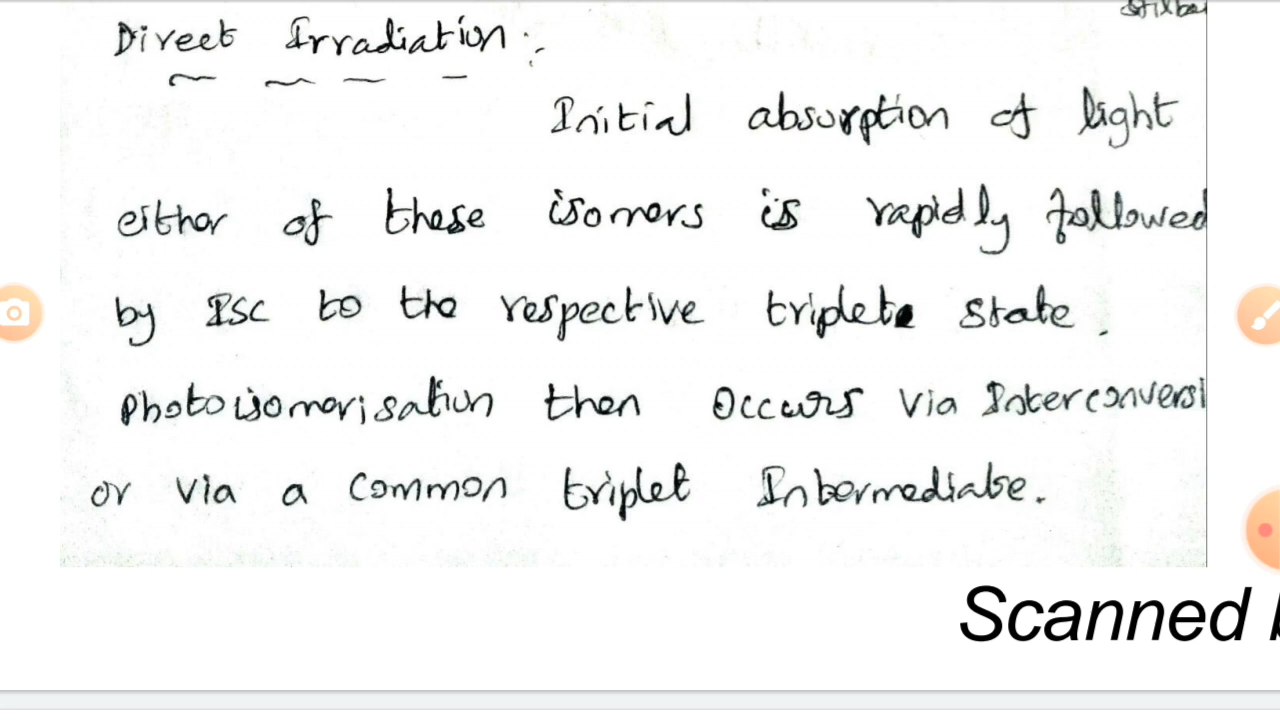 Direct Irradiation :-
Initial absorption of light
either of these isomers is rapidly followed
by ISC to the respective triplet state.
Photoisomerisation then occurs via Interconversi
or via a common triplet Intermediate.
Scanned